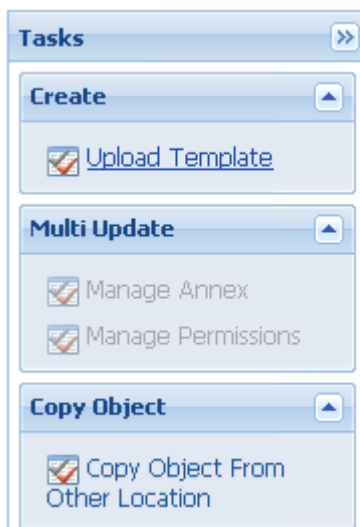 Tasks
Create
Upload Template
Multi Update
Manage Annex
Manage Permissions
Copy Object
Copy Object From
Other Location